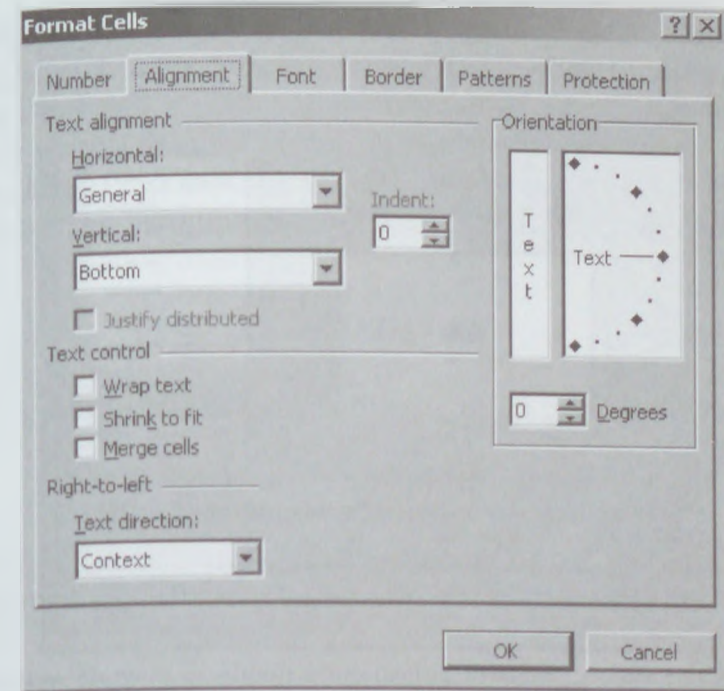 Format Cells
? X
Number Alignment Font Border Patterns Protection
Text alignment
Horizontal:
General
Indent:
0
Vertical:
Bottom
Justify distributed
Text control
Wrap text
Shrink to fit
Merge cells
Right-to-left
Text direction:
Context
Orientation
Text
Text
0 Degrees
OK Cancel